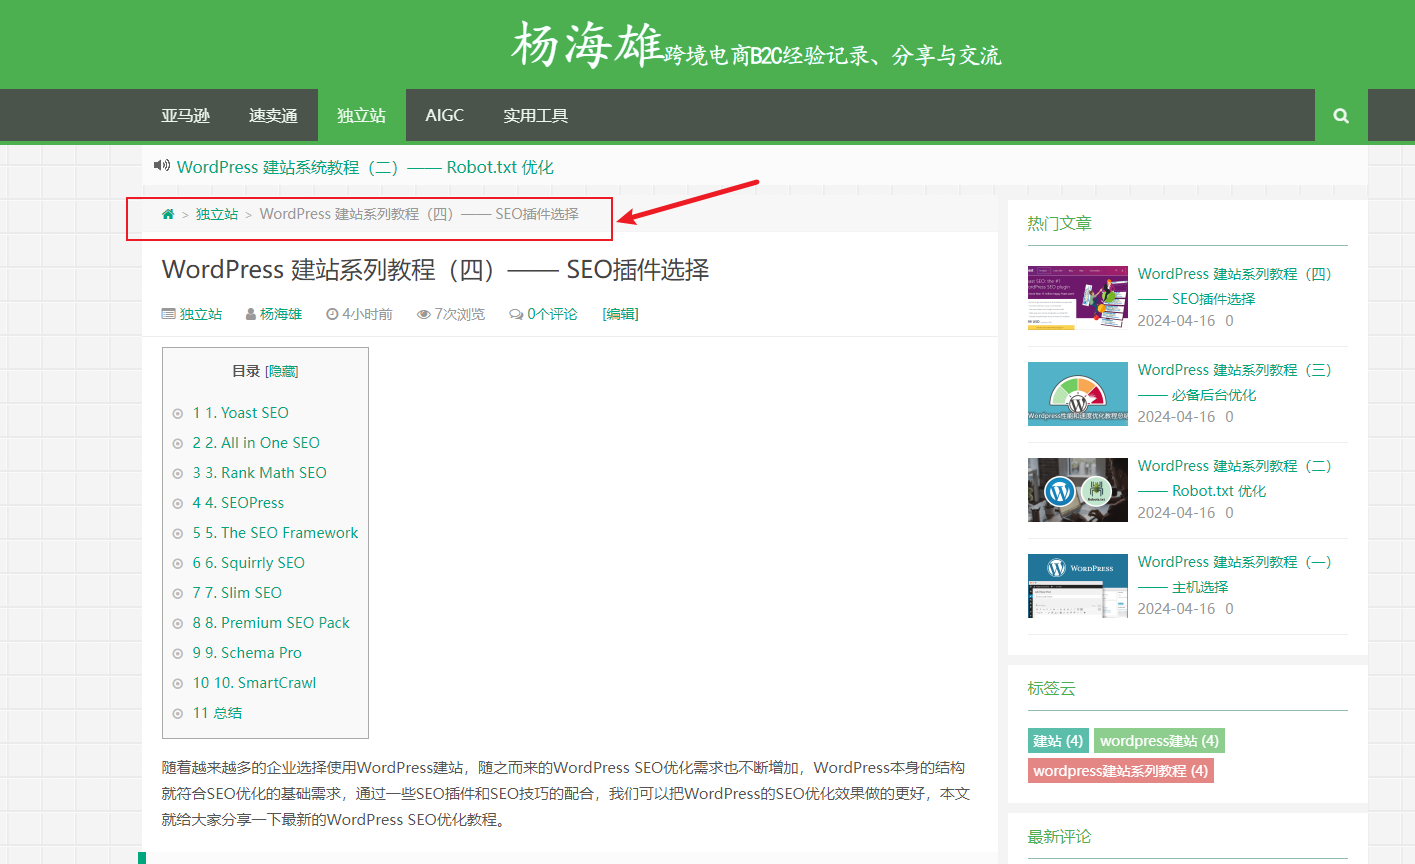 杨海雄跨境电商B2C经验记录、分享与交流
亚马逊 速卖通 独立站 AIGC 实用工具
WordPress 建站系统教程（二）—— Robot.txt 优化
> 独立站 > WordPress 建站系列教程（四）—— SEO插件选择
WordPress 建站系列教程（四）—— SEO插件选择
独立站 杨海雄 4小时前 7次浏览 0个评论 [编辑]
目录 [隐藏]
1 1. Yoast SEO
2 2. All in One SEO
3 3. Rank Math SEO
4 4. SEOPress
5 5. The SEO Framework
6 6. Squirrly SEO
7 7. Slim SEO
8 8. Premium SEO Pack
9 9. Schema Pro
10 10. SmartCrawl
11 总结
随着越来越多的企业选择使用WordPress建站，随之而来的WordPress SEO优化需求也不断增加，WordPress本身的结构
就符合SEO优化的基础需求，通过一些SEO插件和SEO技巧的配合，我们可以把WordPress的SEO优化效果做的更好，本文
就给大家分享一下最新的WordPress SEO优化教程。
热门文章
WordPress 建站系列教程（四）
—— SEO插件选择
2024-04-16 0
WordPress 建站系列教程（三）
—— 必备后台优化
2024-04-16 0
Wordpress性能和速度优化教程总结
WordPress 建站系列教程（二）
—— Robot.txt 优化
2024-04-16 0
WordPress 建站系列教程（一）
—— 主机选择
2024-04-16 0
WORDPRESS
标签云
建站 (4) wordpress建站 (4)
wordpress建站系列教程 (4)
最新评论